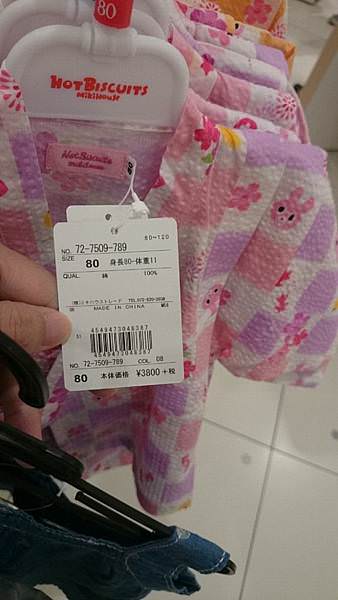 80
HOT BISCUITS
MIKIHOUSE
Hot Biscuits
80~120
NO. 72-7509-789
SIZE 80 身長80-体重11
QUAL. 綿 100%
MADE IN CHINA
4549473048387
4549473048387
NO. 72-7509-789 COL. 08
80 本体価格 ¥3800+税